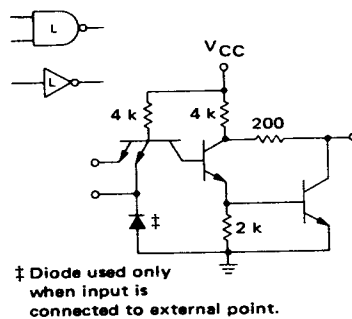 L
L
VCC
4 k
4 k
200
‡
2 k
‡ Diode used only
when input is
connected to external point.